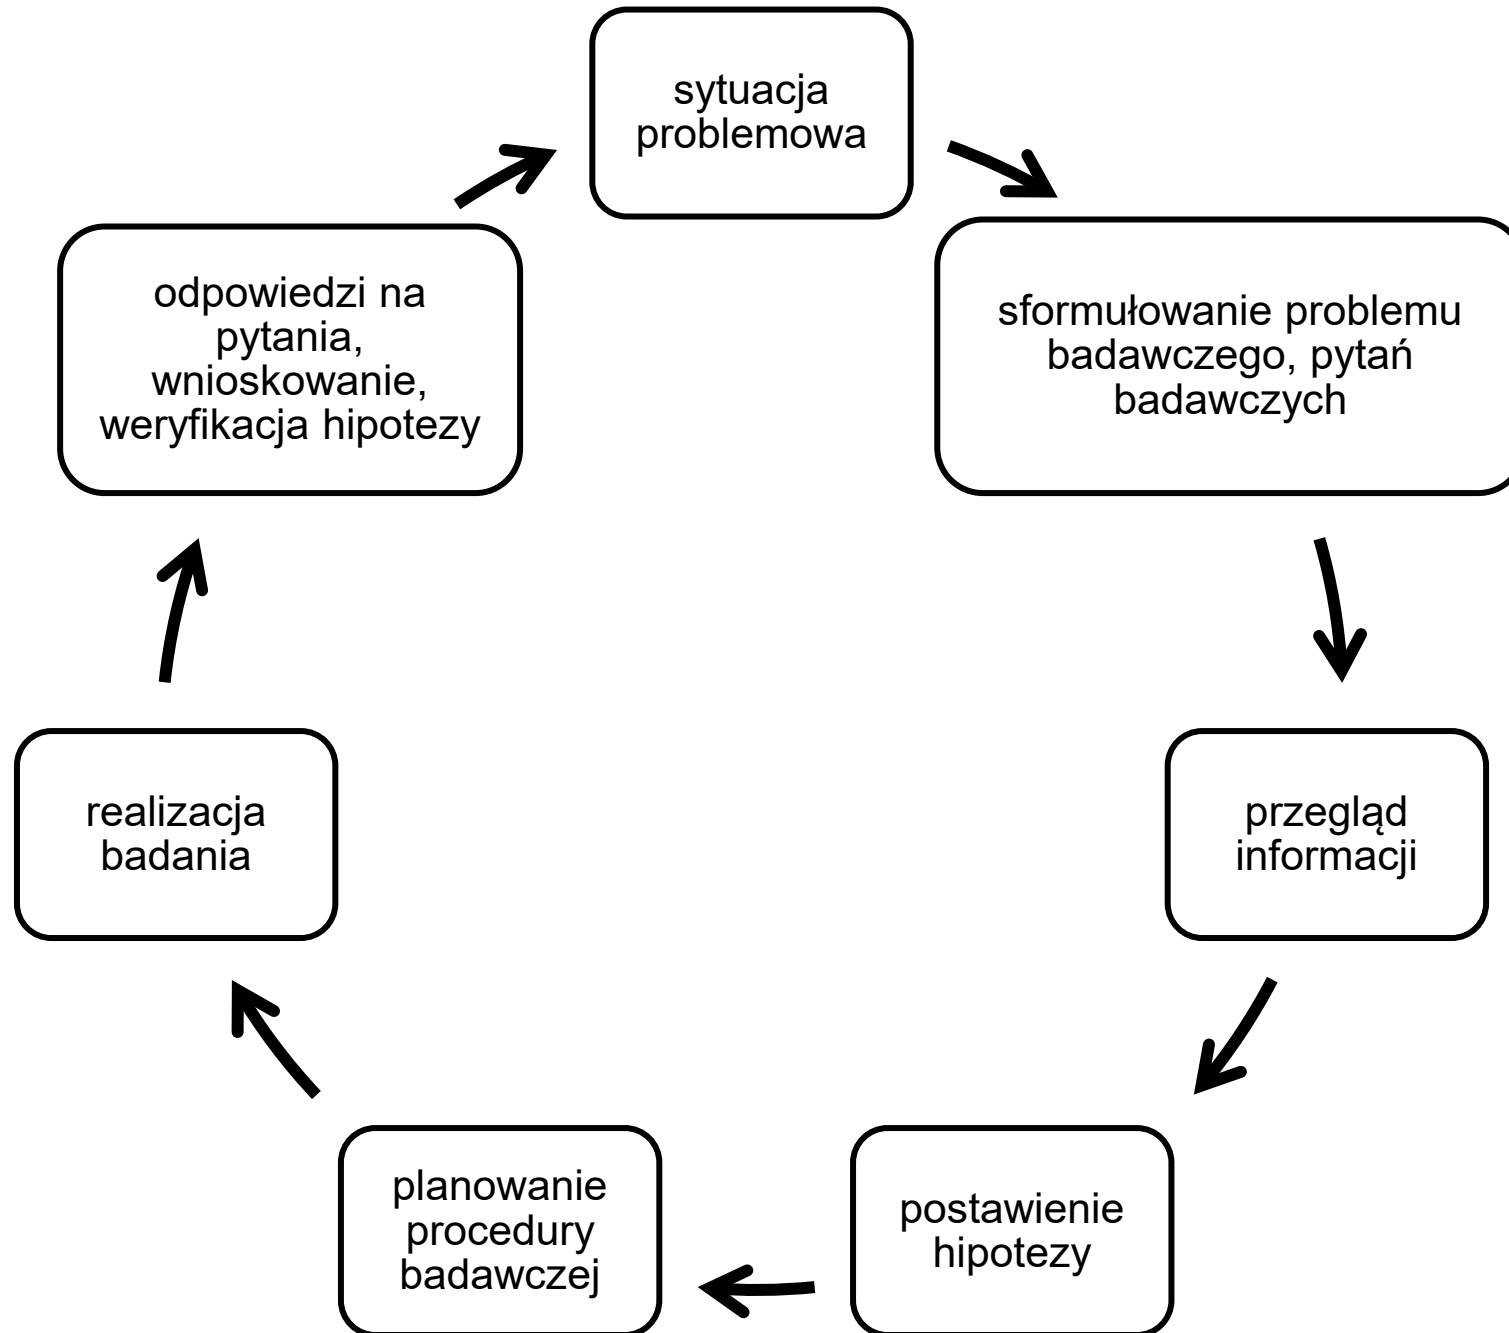 sytuacja
problemowa
sformułowanie problemu
badawczego, pytań
badawczych
przegląd
informacji
postawienie
hipotezy
planowanie
procedury
badawczej
realizacja
badania
odpowiedzi na
pytania,
wnioskowanie,
weryfikacja hipotezy